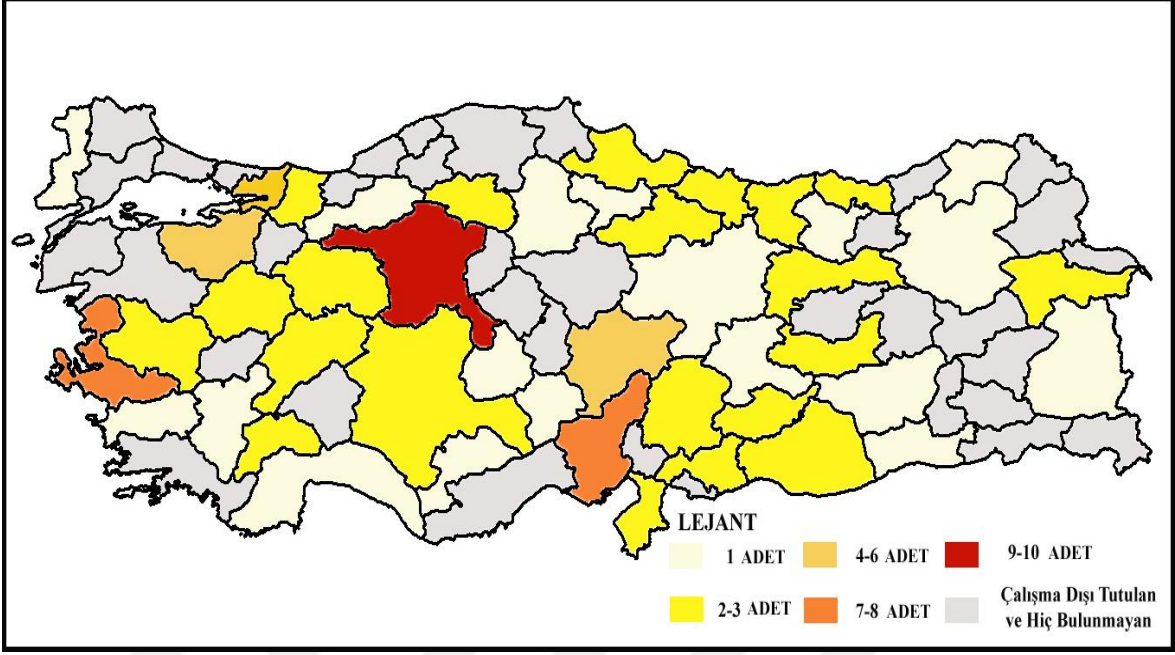 LEJANT
1 ADET
4-6 ADET
9-10 ADET
2-3 ADET
7-8 ADET
Çalışma Dışı Tutulan
ve Hiç Bulunmayan